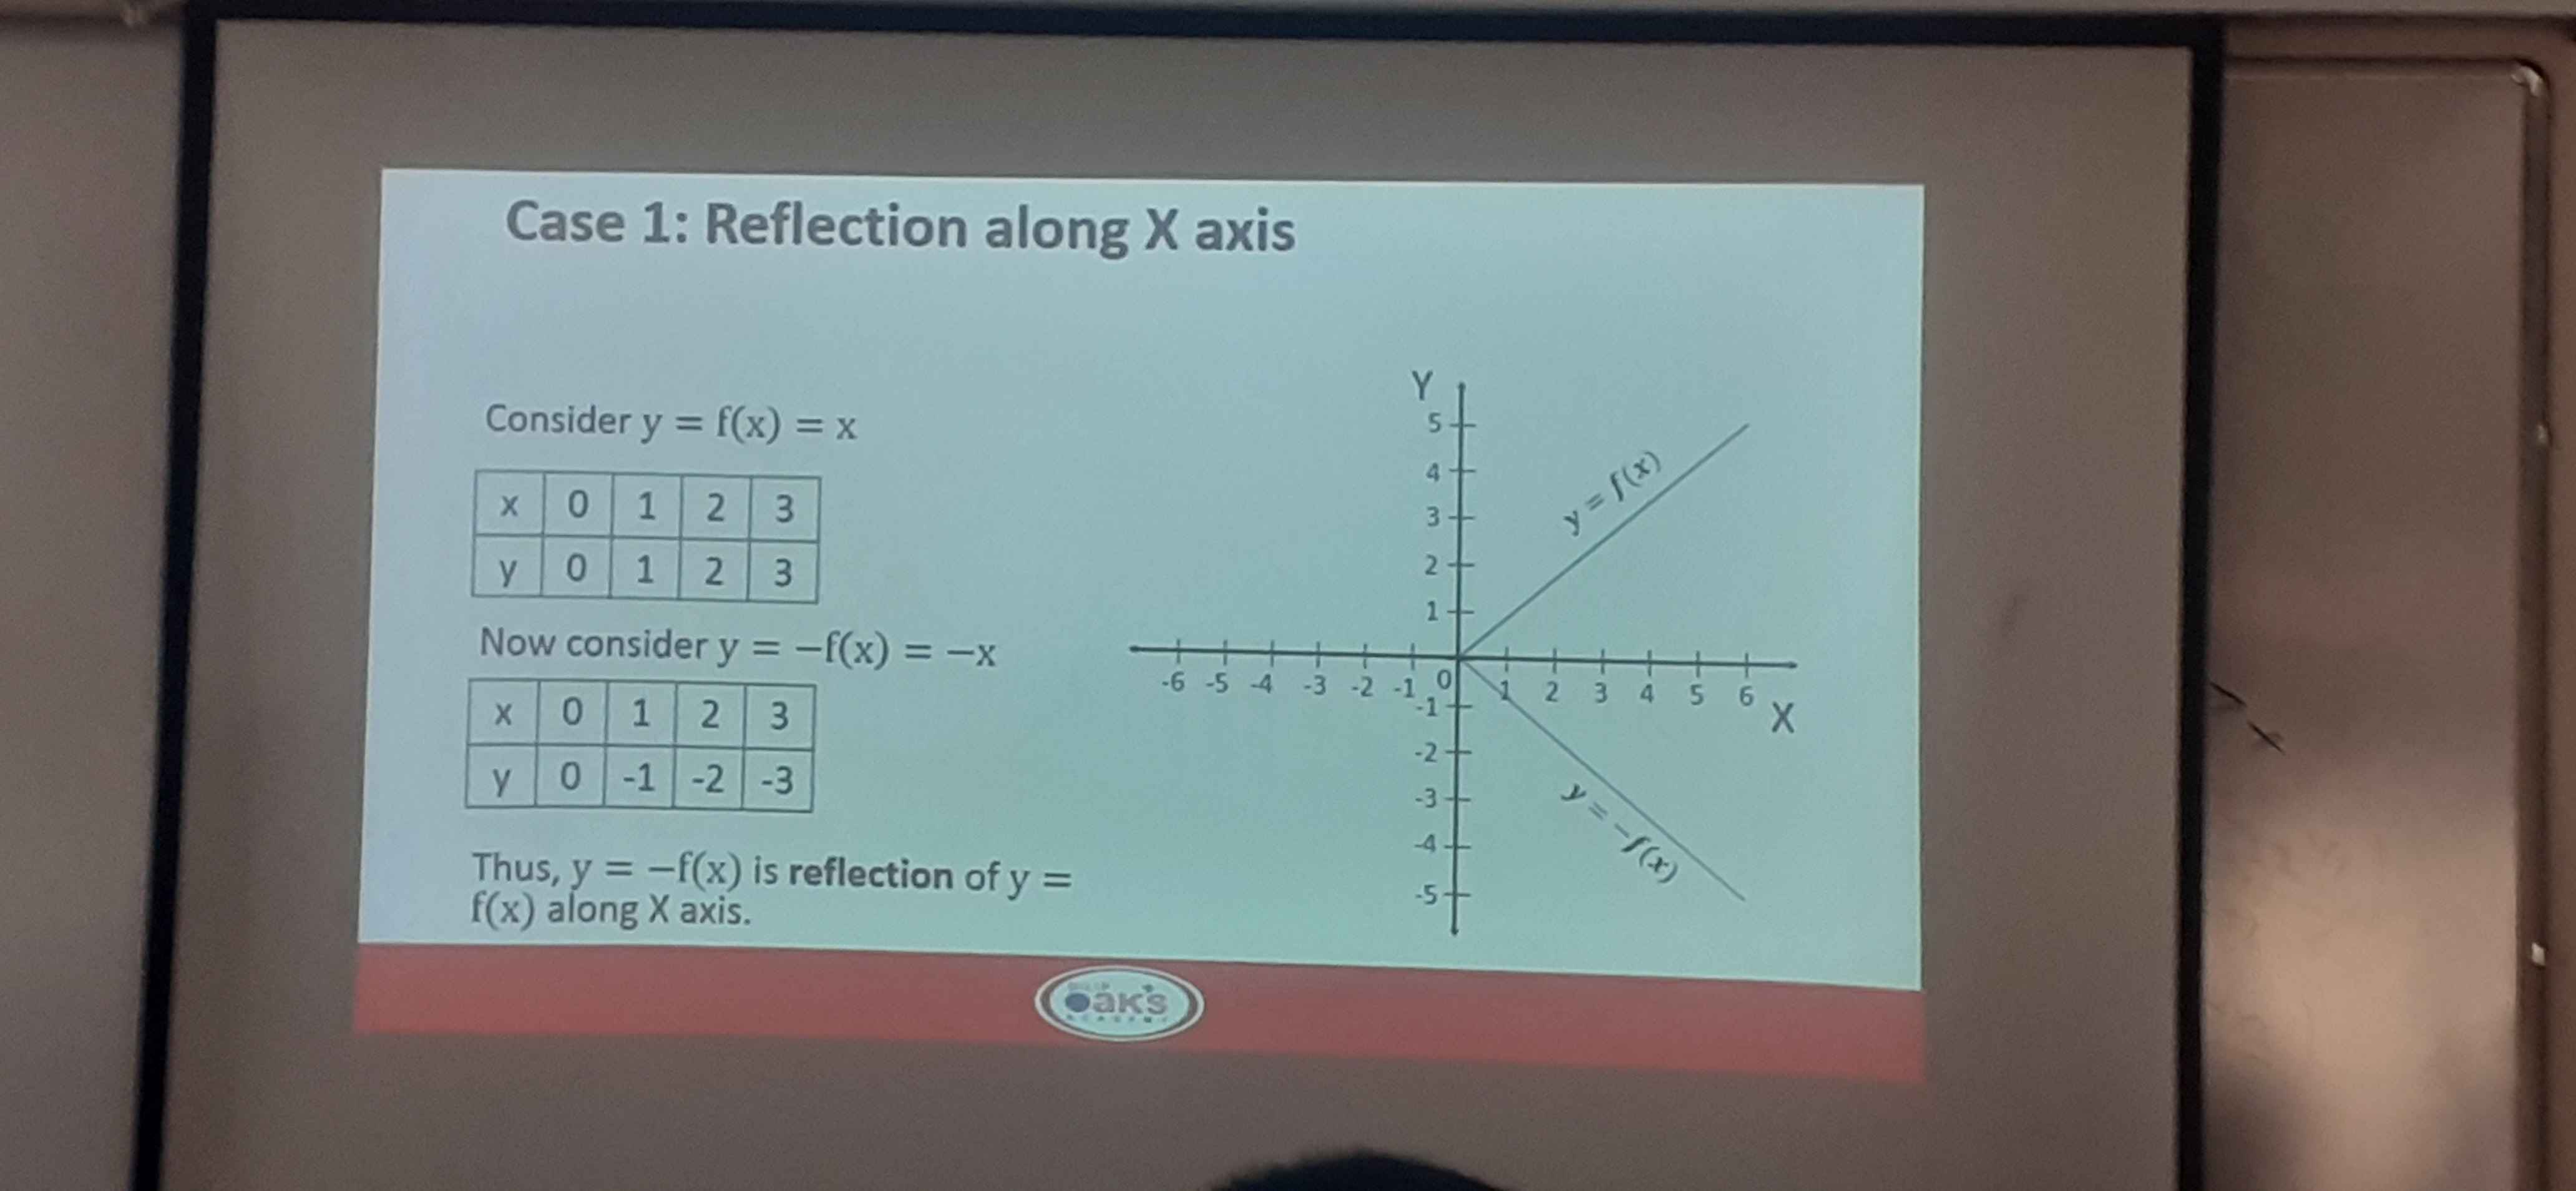 Case 1: Reflection along X axis
Consider y = f(x) = x
x 0 1 2 3
y 0 1 2 3
Now consider y = −f(x) = −x
x 0 1 2 3
y 0 -1 -2 -3
Thus, y = −f(x) is reflection of y =
f(x) along X axis.
Y
5
4
3
2
1
y = f(x)
-6 -5 -4 -3 -2 -1 0 1 2 3 4 5 6
X
-1
-2
-3
-4
-5
y = −f(x)
oaks